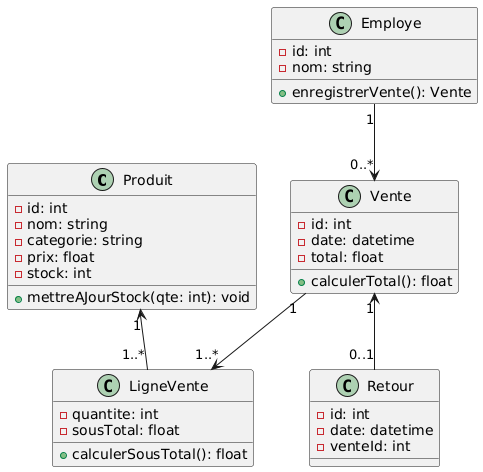 C Employe
id: int
nom: string
enregistrerVente(): Vente
1
0..*
C Produit
id: int
nom: string
categorie: string
prix: float
stock: int
mettreAJourStock(qte: int): void
C Vente
id: int
date: datetime
total: float
calculerTotal(): float
1
1
1
1..*
1..*
0..1
C LigneVente
quantite: int
sousTotal: float
calculerSousTotal(): float
C Retour
id: int
date: datetime
venteId: int